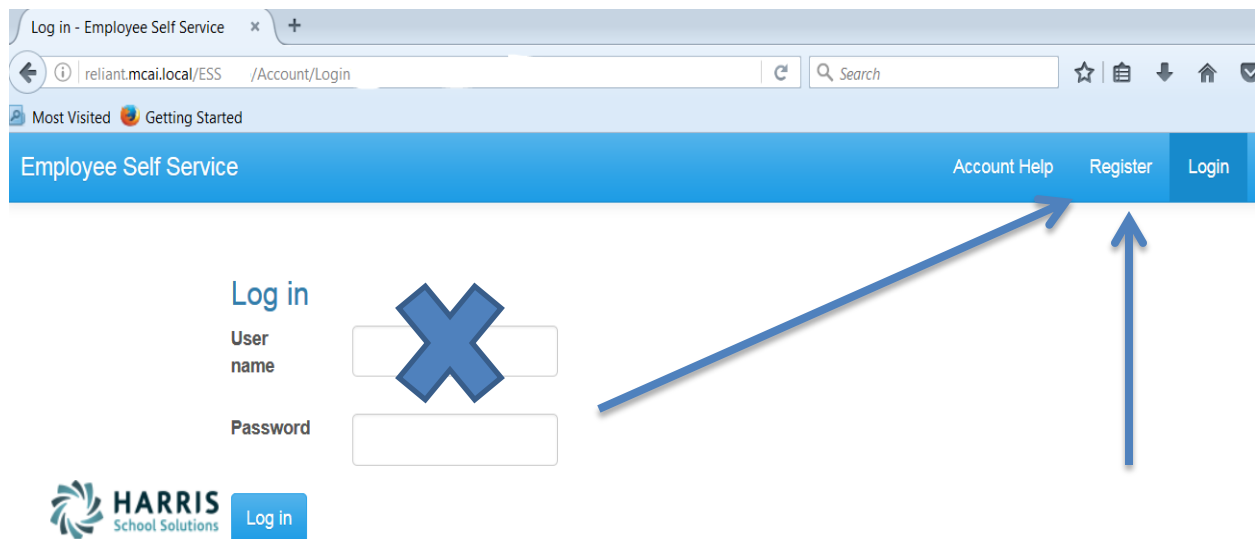 Log in - Employee Self Service
reliant.mcai.local/ESS /Account/Login
Search
Most Visited Getting Started
Employee Self Service Account Help Register Login
Log in
User
name
Password
HARRIS
School Solutions
Log in